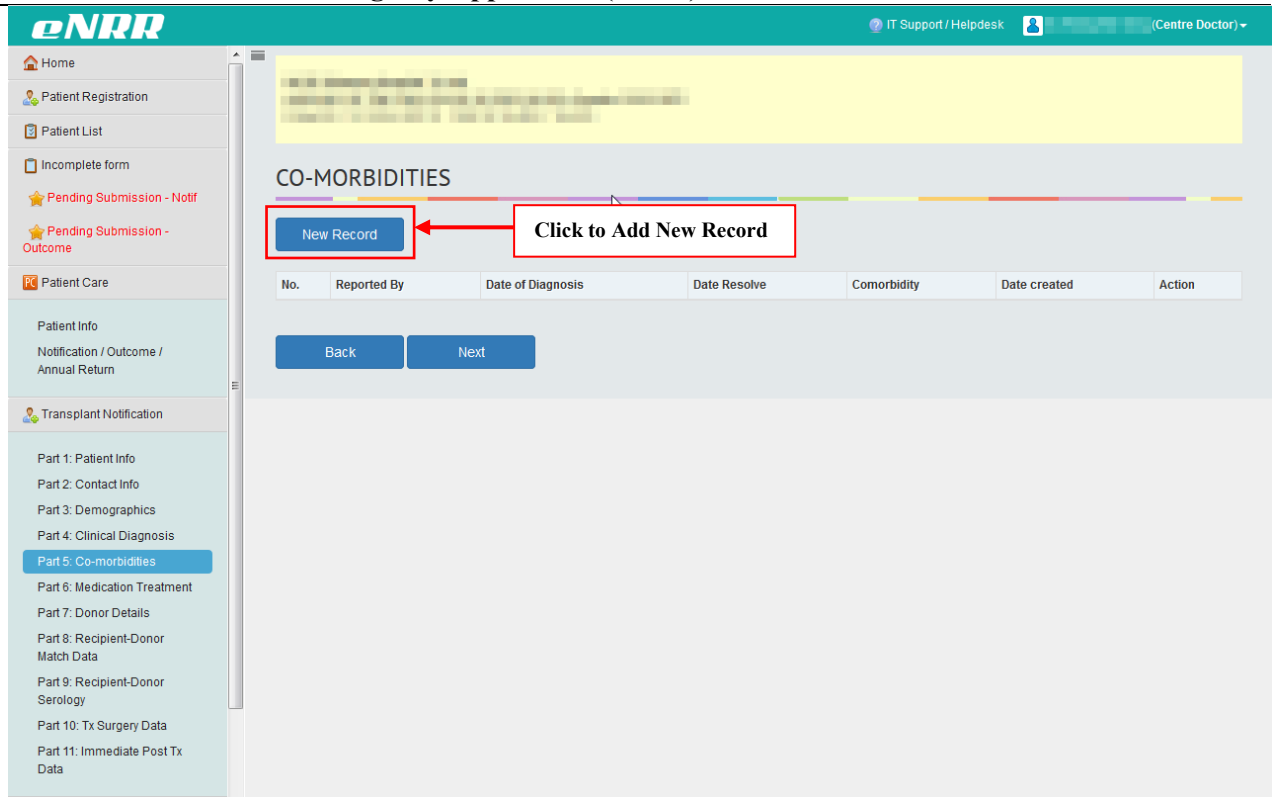 eNRR
IT Support / Helpdesk
(Centre Doctor)
Home
Patient Registration
Patient List
Incomplete form
Pending Submission - Notif
Pending Submission -
Outcome
Patient Care
Patient Info
Notification / Outcome /
Annual Return
Transplant Notification
Part 1: Patient Info
Part 2: Contact Info
Part 3: Demographics
Part 4: Clinical Diagnosis
Part 5: Co-morbidities
Part 6: Medication Treatment
Part 7: Donor Details
Part 8: Recipient-Donor
Match Data
Part 9: Recipient-Donor
Serology
Part 10: Tx Surgery Data
Part 11: Immediate Post Tx
Data
CO-MORBIDITIES
New Record
Click to Add New Record
No. Reported By Date of Diagnosis Date Resolve Comorbidity Date created Action
Back Next